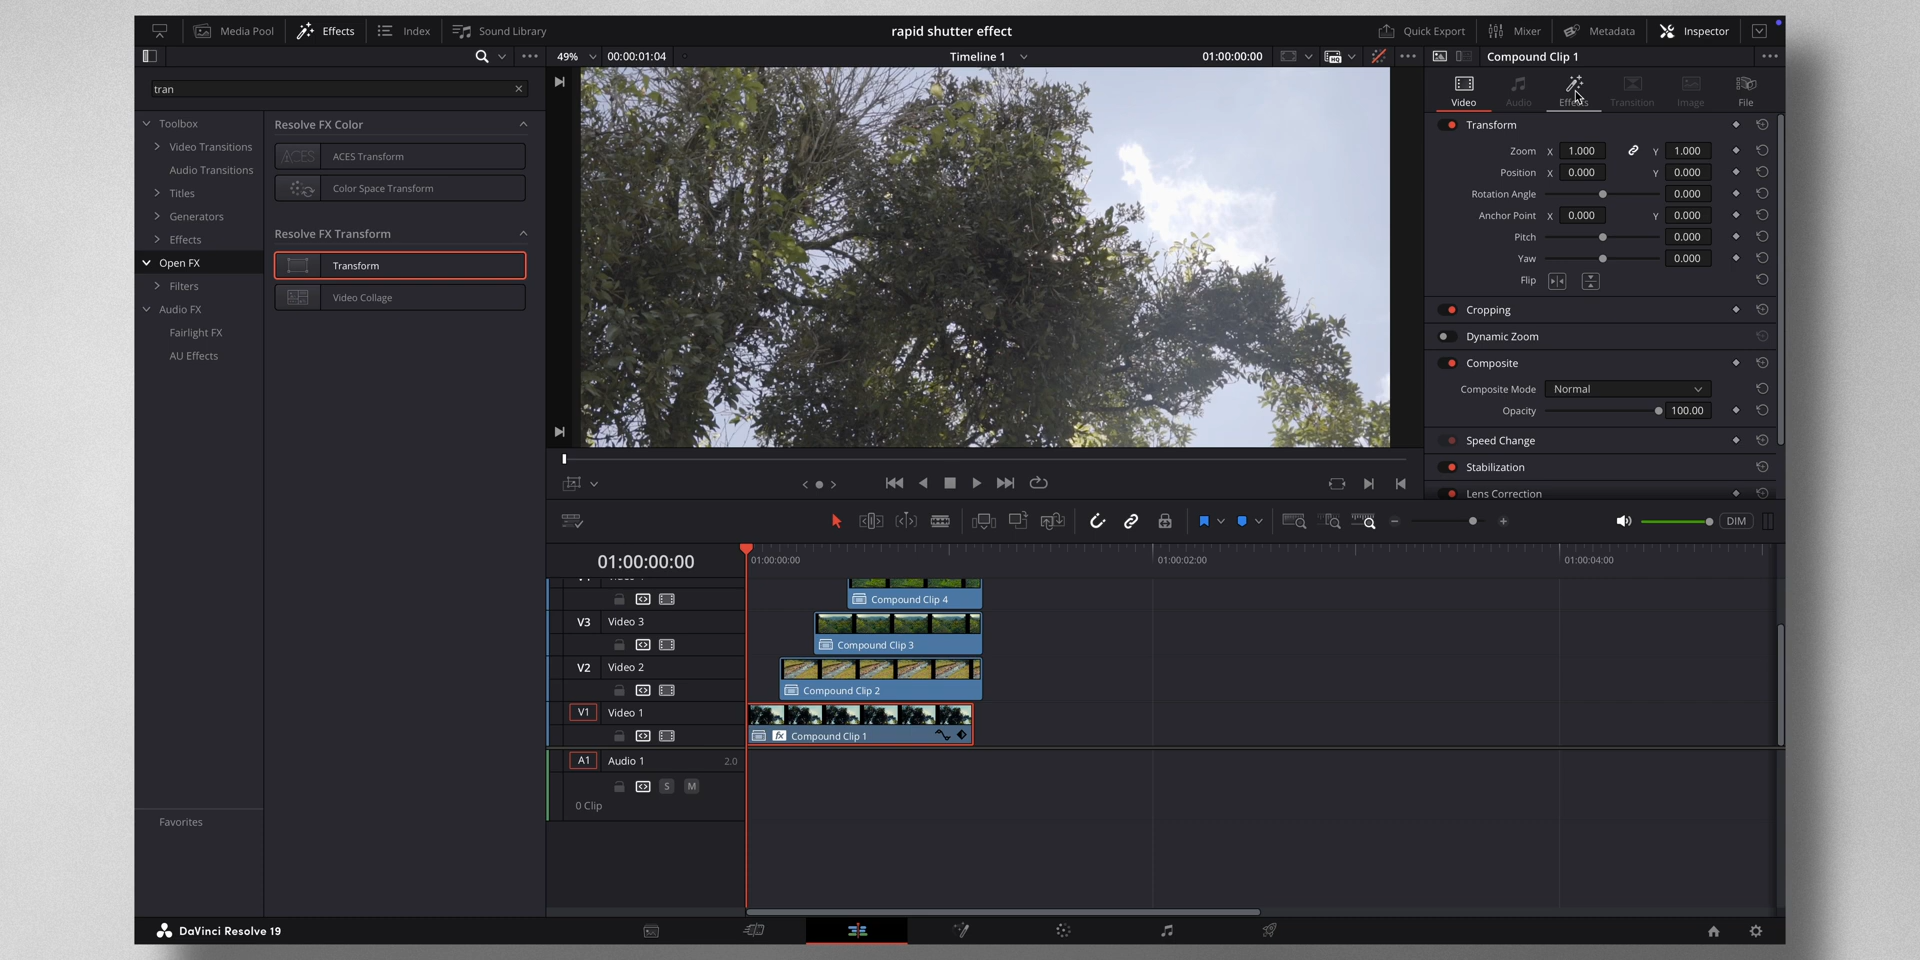 Media Pool Effects Index Sound Library rapid shutter effect Quick Export Mixer Metadata Inspector
49% 00:00:01:04 Timeline 1 01:00:00:00 Compound Clip 1
tran
Video Audio Effects Transition Image File
Toolbox
Video Transitions
Audio Transitions
Titles
Generators
Effects
Open FX
Filters
Audio FX
Fairlight FX
AU Effects
Favorites
Resolve FX Color
ACES ACES Transform
Color Space Transform
Resolve FX Transform
Transform
Video Collage
Transform
Zoom X 1.000 Y 1.000
Position X 0.000 Y 0.000
Rotation Angle 0.000
Anchor Point X 0.000 Y 0.000
Pitch 0.000
Yaw 0.000
Flip
Cropping
Dynamic Zoom
Composite
Composite Mode Normal
Opacity 100.00
Speed Change
Stabilization
Lens Correction
DIM
01:00:00:00 01:00:00:00 01:00:02:00 01:00:04:00
Compound Clip 4
V3 Video 3
Compound Clip 3
V2 Video 2
Compound Clip 2
V1 Video 1
fx Compound Clip 1
A1 Audio 1 2.0
S M
0 Clip
DaVinci Resolve 19